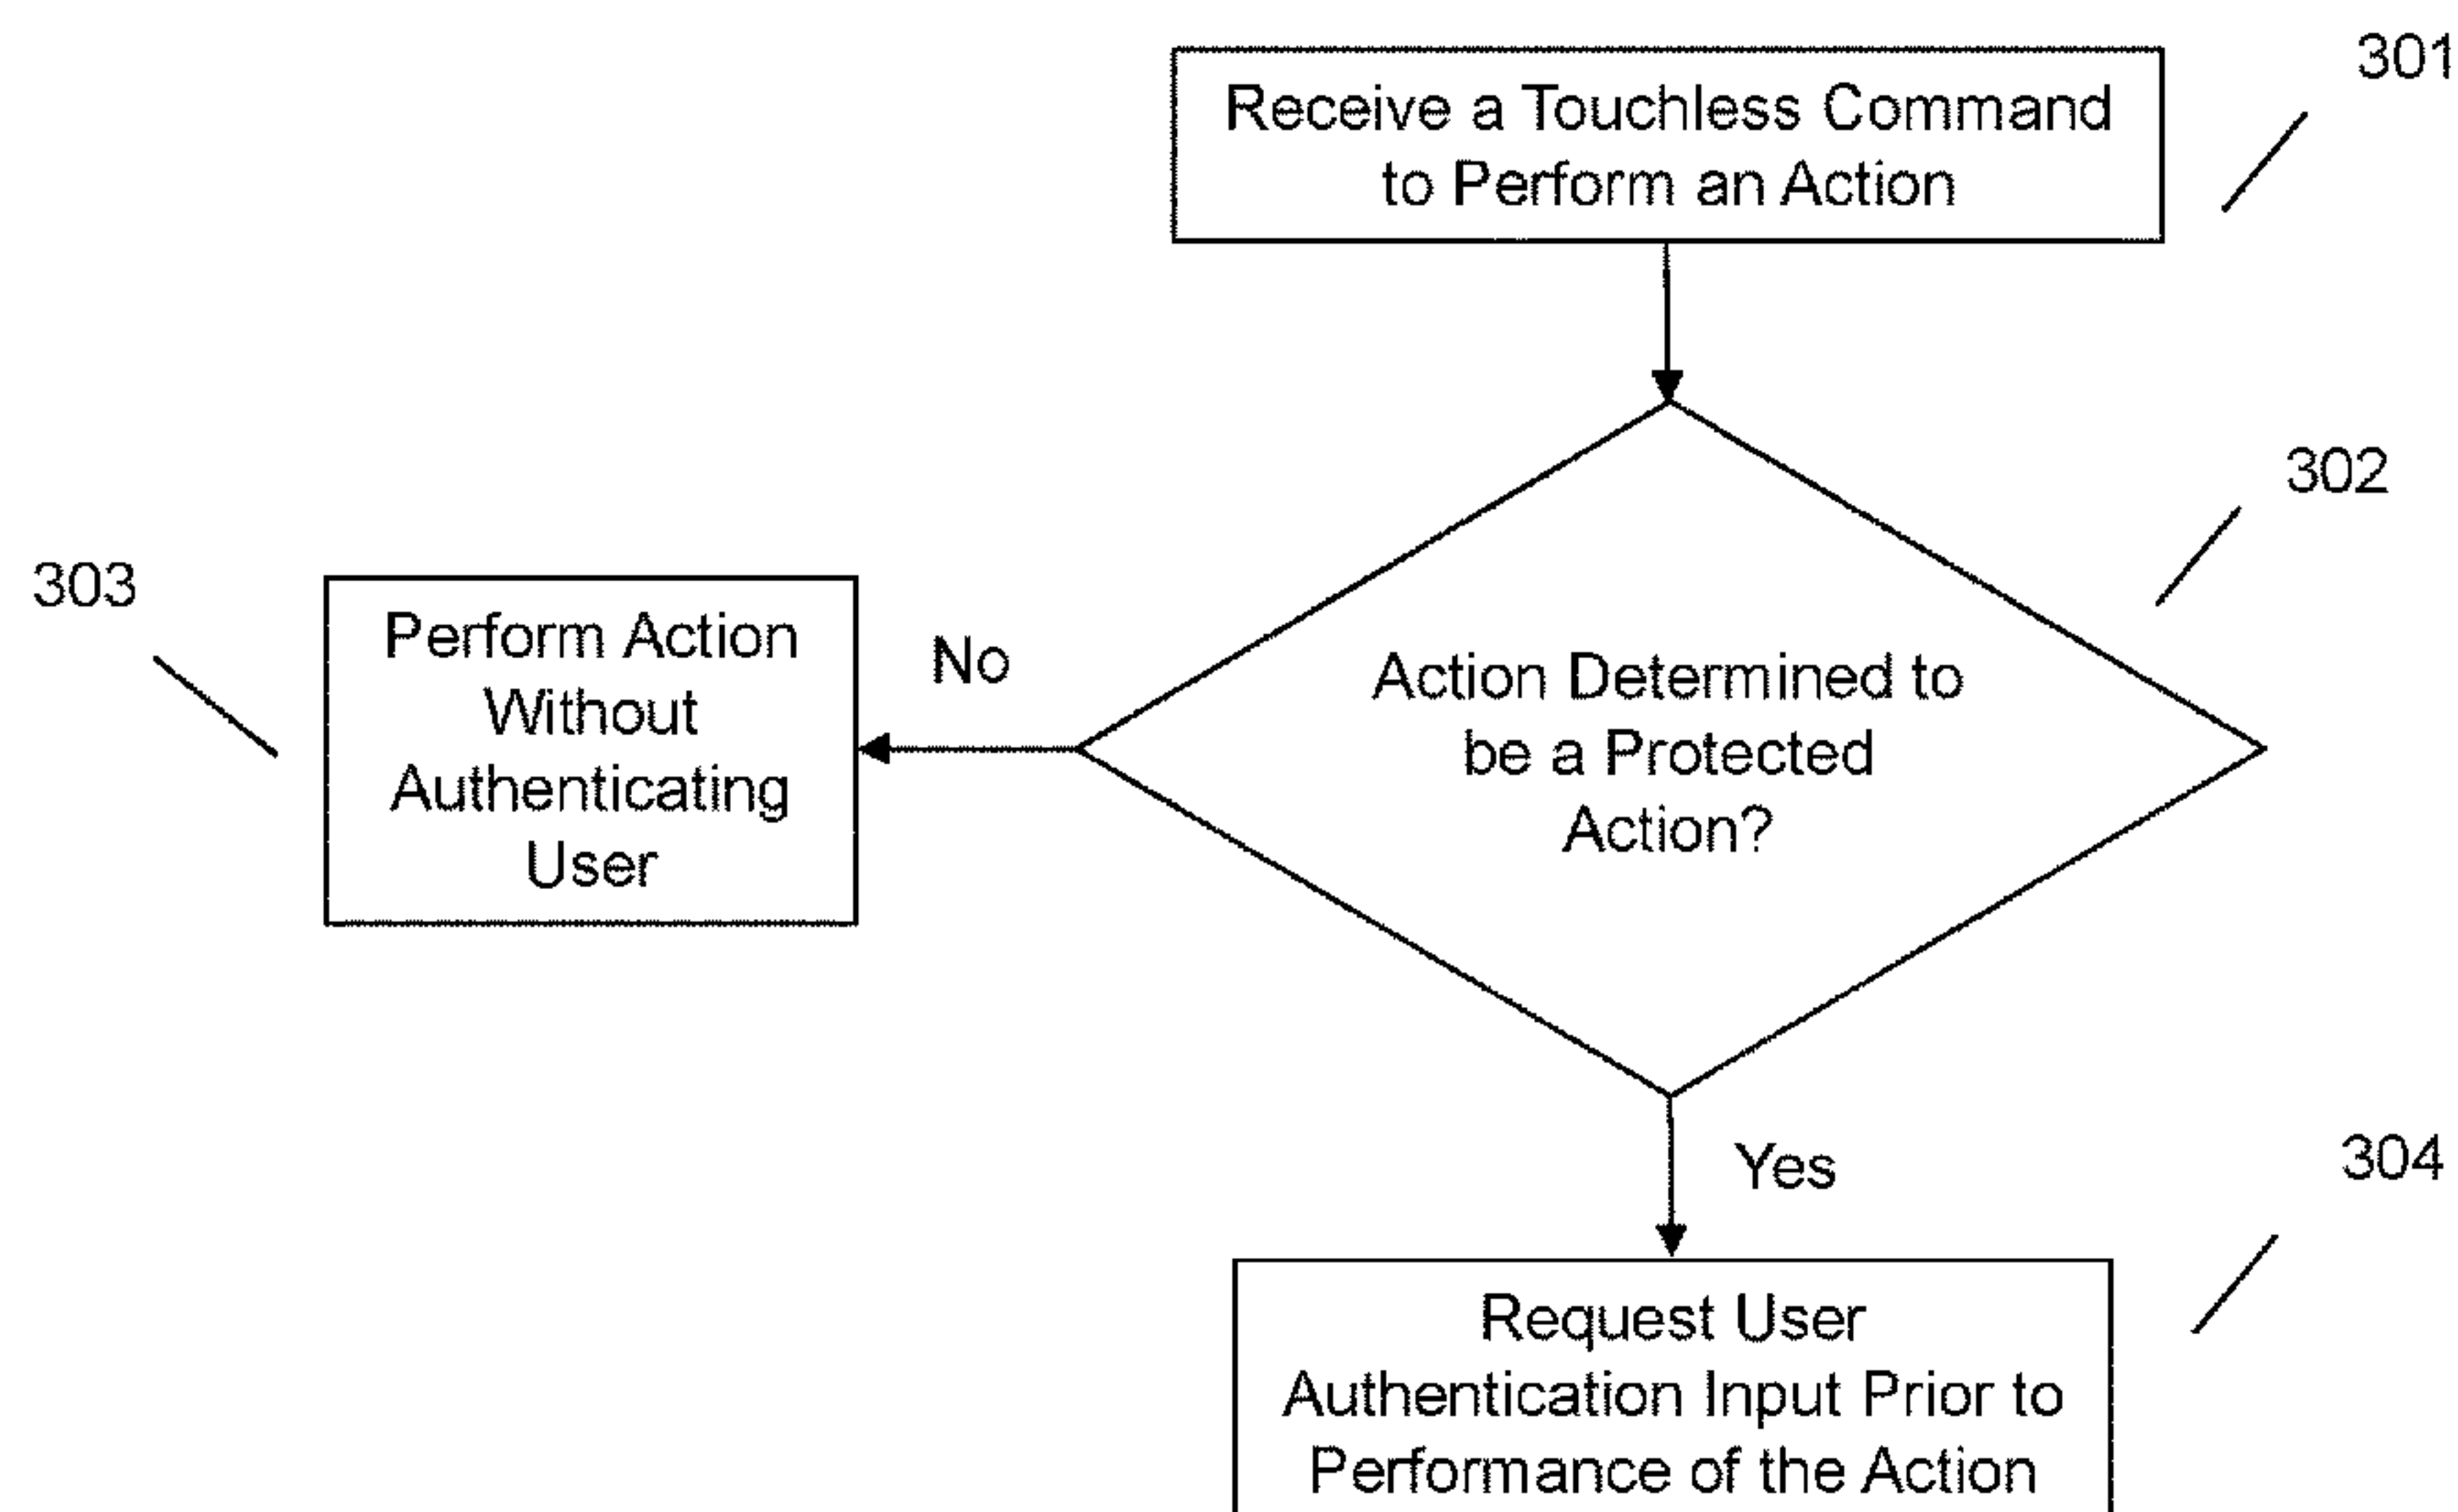 301
Receive a Touchless Command
to Perform an Action
302
303
Perform Action
Without
Authenticating
User
No
Action Determined to
be a Protected
Action?
Yes
304
Request User
Authentication Input Prior to
Performance of the Action